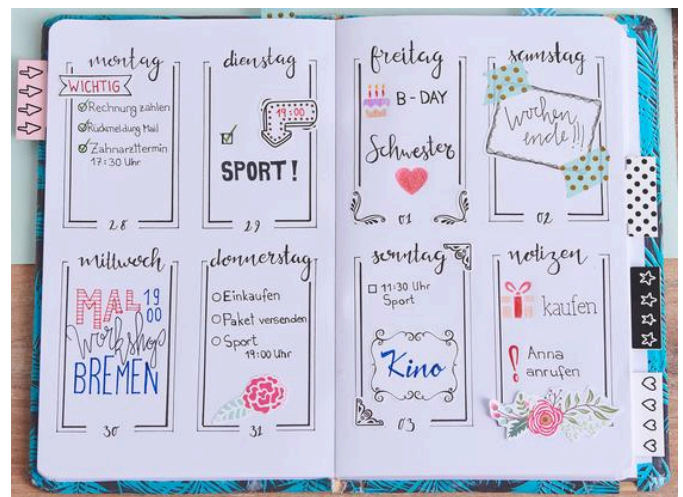 montag
WICHTIG
Rechnung zahlen
Rückmeldung Mail
Zahnarzttermin
17:30 Uhr
28
dienstag
19:00
SPORT!
29
mittwoch
MAL 19
00
Workshop
BREMEN
30
donnerstag
Einkaufen
Paket versenden
Sport
19:00 Uhr
31
freitag
B-DAY
Schwester
01
samstag
Wochen
ende!!!
02
sonntag
11:30 Uhr
Sport
Kino
03
notizen
kaufen
! Anna
anrufen